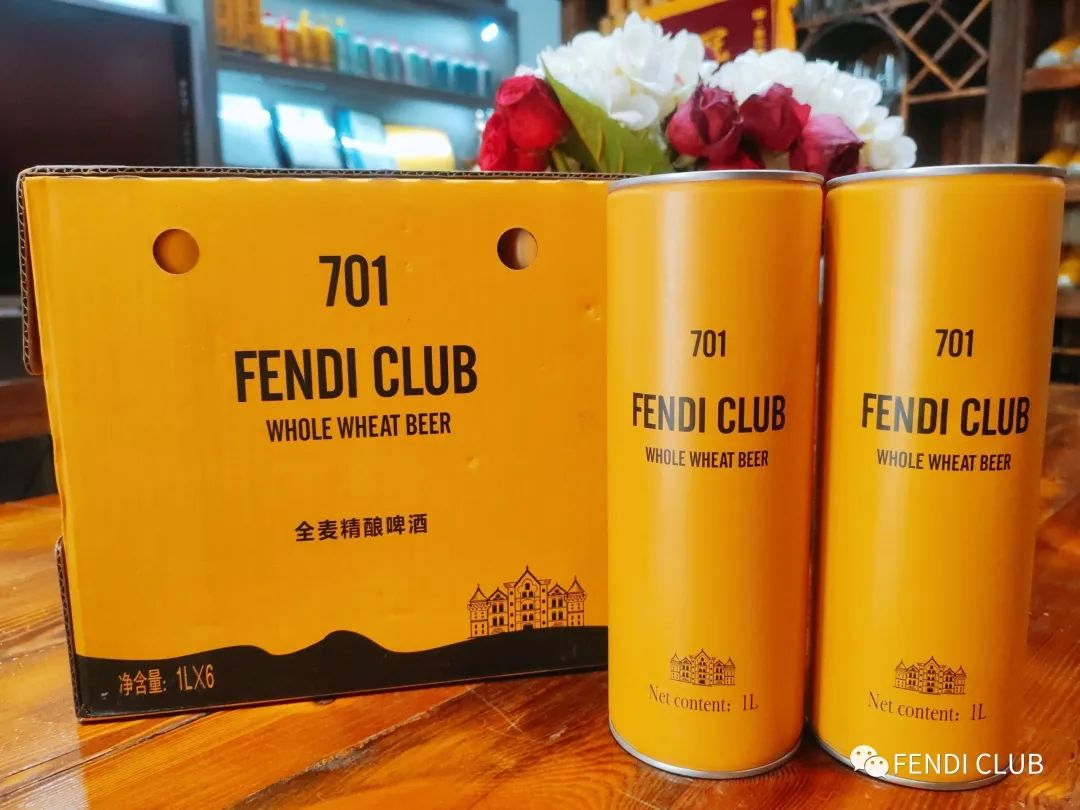 701
FENDI CLUB
WHOLE WHEAT BEER
全麦精酿啤酒
净含量: 1LX6
701
FENDI CLUB
WHOLE WHEAT BEER
Net content: 1L
701
FENDI CLUB
WHOLE WHEAT BEER
Net content: 1L
FENDI CLUB